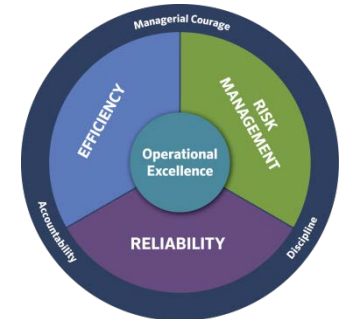 Managerial Courage
EFFICIENCY
RISK
MANAGEMENT
Operational
Excellence
RELIABILITY
Accountability
Discipline